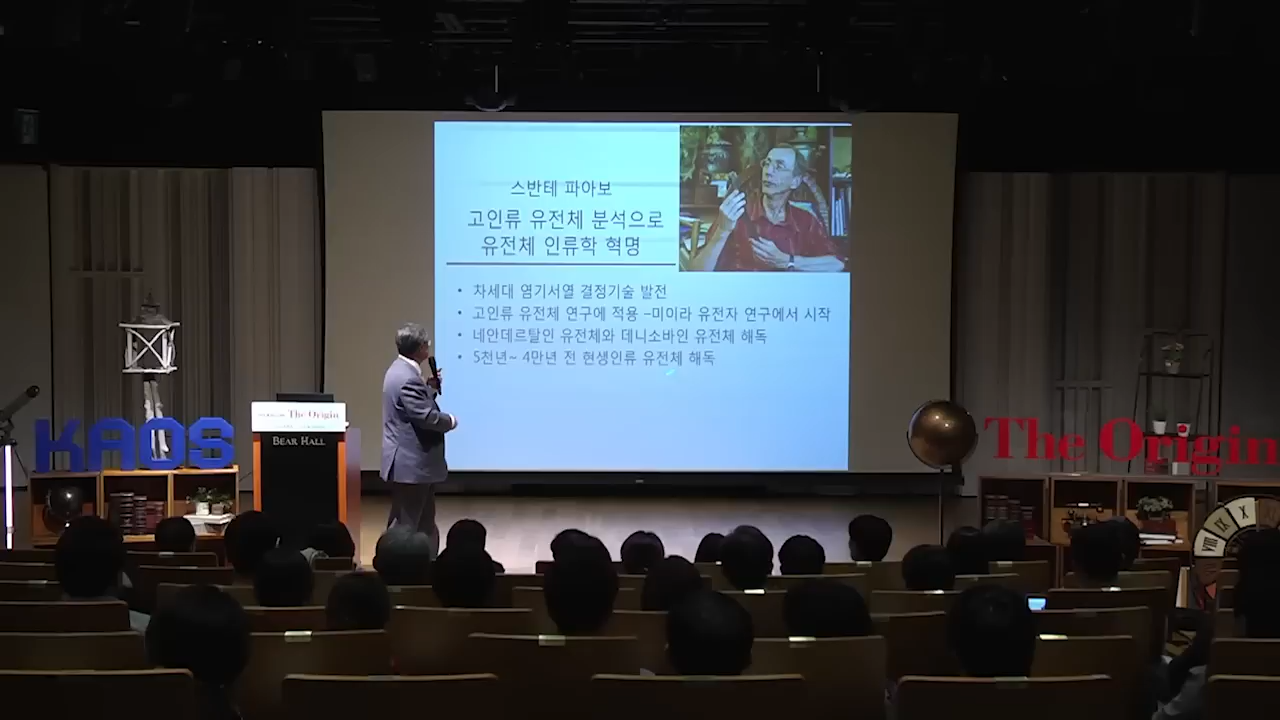 스반테 파아보
고인류 유전체 분석으로
유전체 인류학 혁명
• 차세대 염기서열 결정기술 발전
• 고인류 유전체 연구에 적용 –미이라 유전자 연구에서 시작
• 네안데르탈인 유전체와 데니소바인 유전체 해독
• 5천년~ 4만년 전 현생인류 유전체 해독
KAOS
The Origin
BEAR HALL
The Origin
VIII IX X